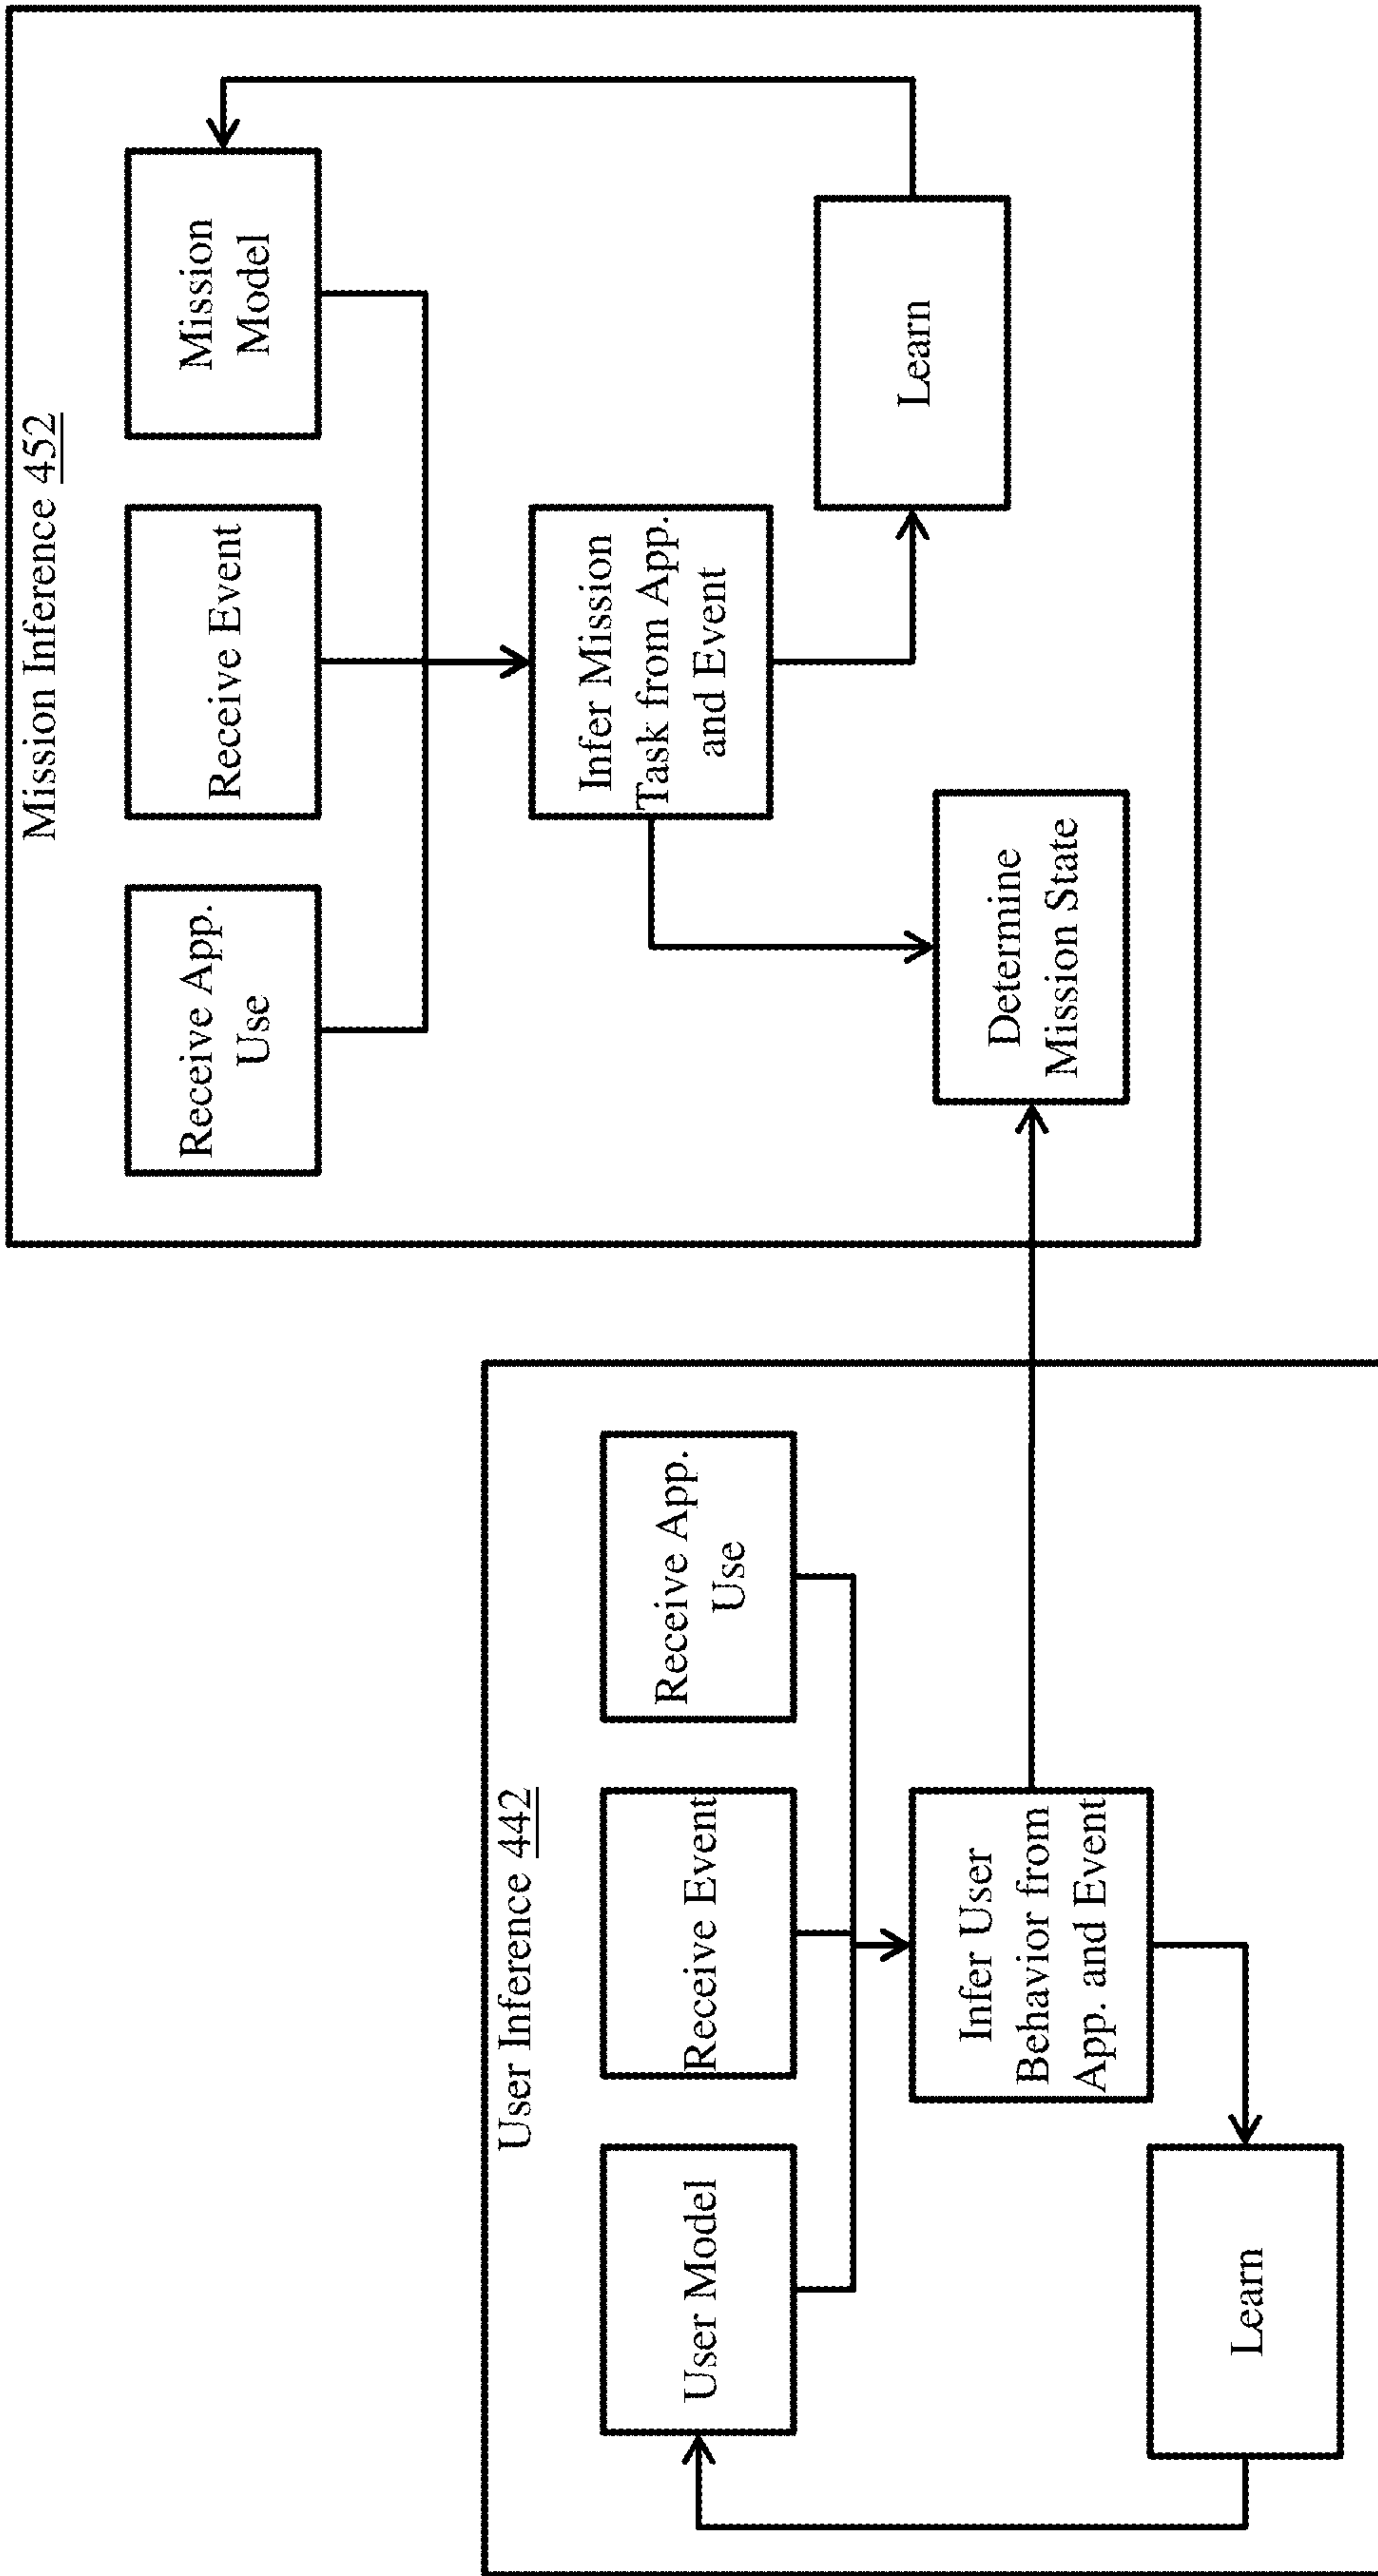 User Inference 442
User Model
Receive Event
Receive App.
Use
Infer User
Behavior from
App. and Event
Learn
Mission Inference 452
Receive App.
Use
Receive Event
Mission
Model
Infer Mission
Task from App.
and Event
Determine
Mission State
Learn